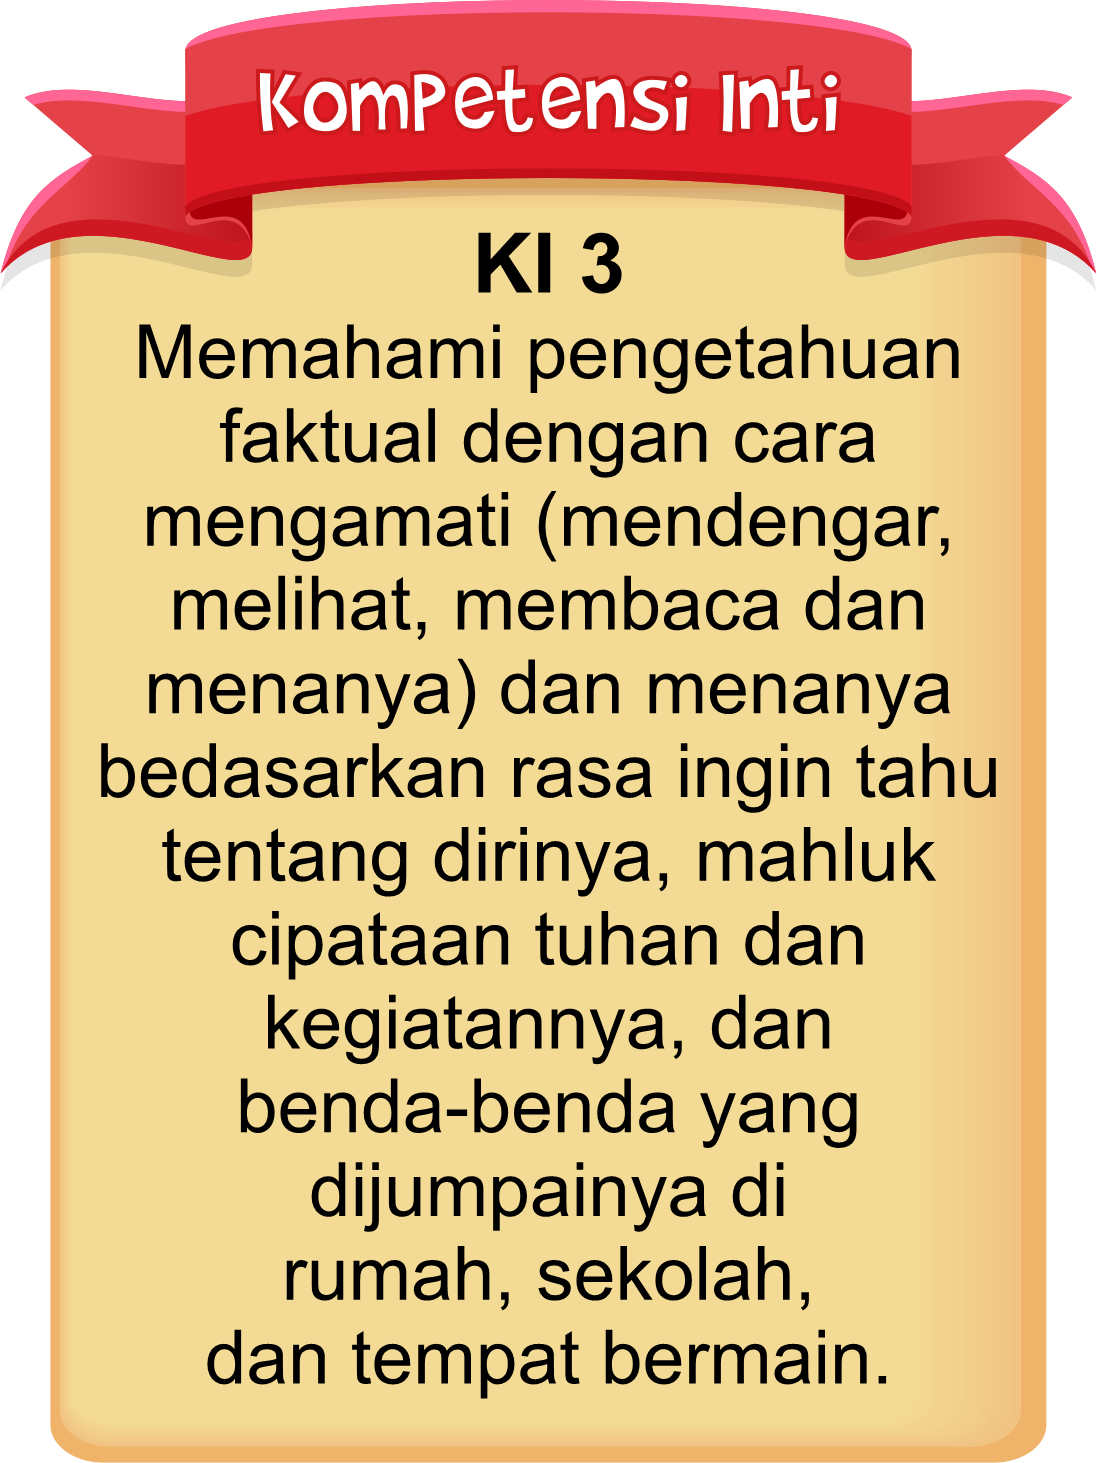 Kompetensi Inti
KI 3
Memahami pengetahuan
faktual dengan cara
mengamati (mendengar,
melihat, membaca dan
menanya) dan menanya
bedasarkan rasa ingin tahu
tentang dirinya, mahluk
cipataan tuhan dan
kegiatannya, dan
benda-benda yang
dijumpainya di
rumah, sekolah,
dan tempat bermain.